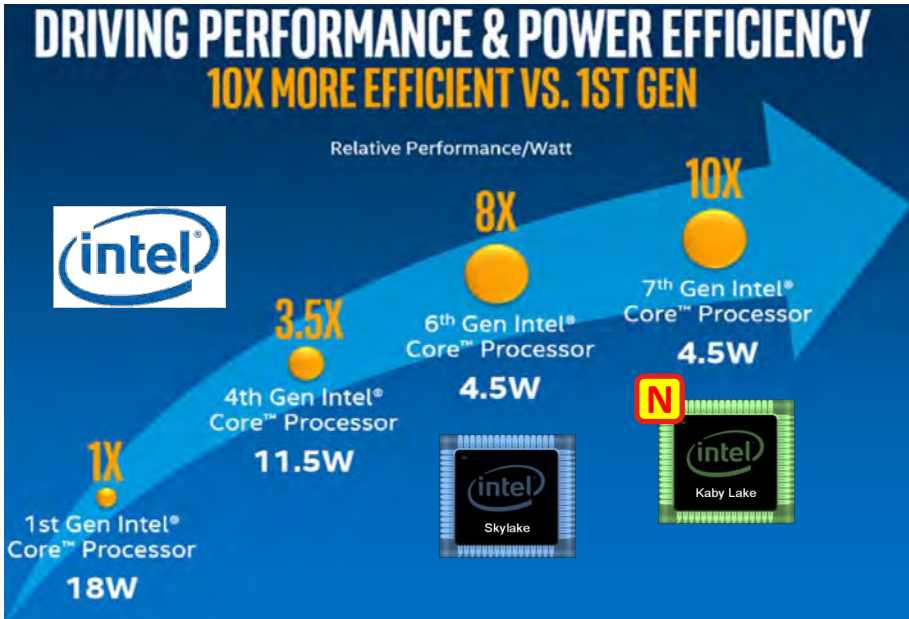 DRIVING PERFORMANCE & POWER EFFICIENCY
10X MORE EFFICIENT VS. 1ST GEN
Relative Performance/Watt
intel®
10X
7th Gen Intel®
Core™ Processor
4.5W
8X
6th Gen Intel®
Core™ Processor
4.5W
3.5X
4th Gen Intel®
Core™ Processor
11.5W
1X
1st Gen Intel®
Core™ Processor
18W
intel
Skylake
N
intel
Kaby Lake